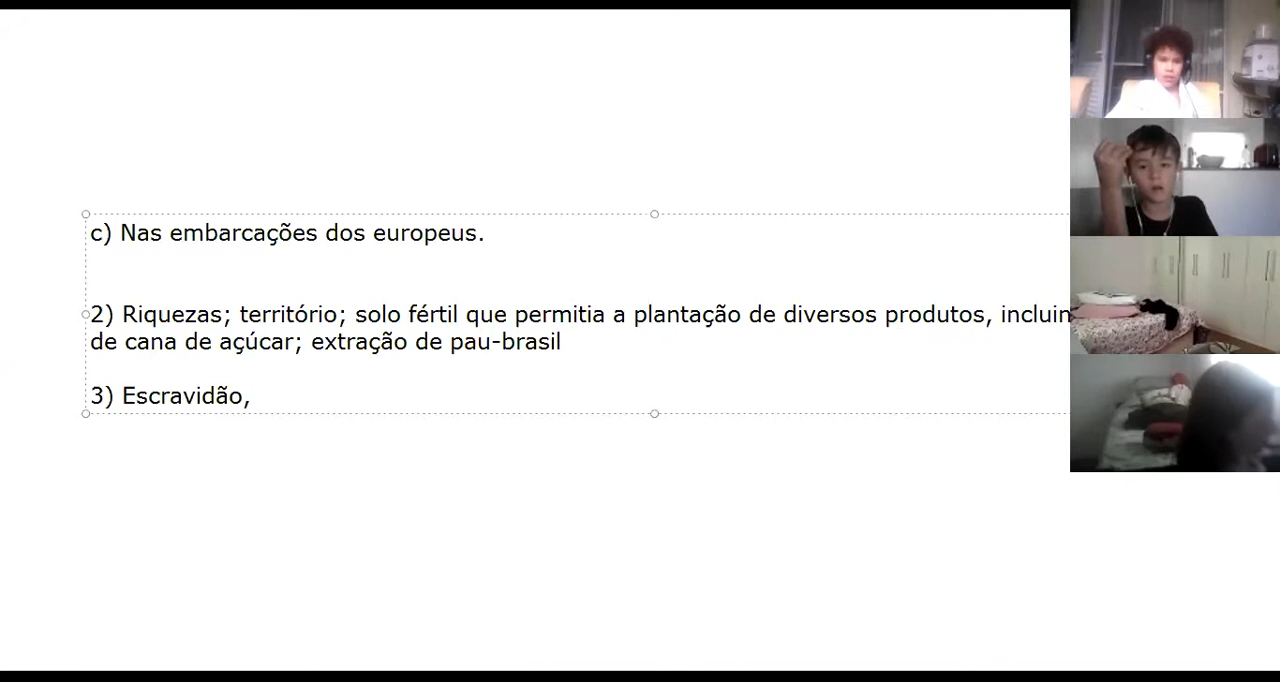 c) Nas embarcações dos europeus.
2) Riquezas; território; solo fértil que permitia a plantação de diversos produtos,
de cana de açúcar; extração de pau-brasil
3) Escravidão,